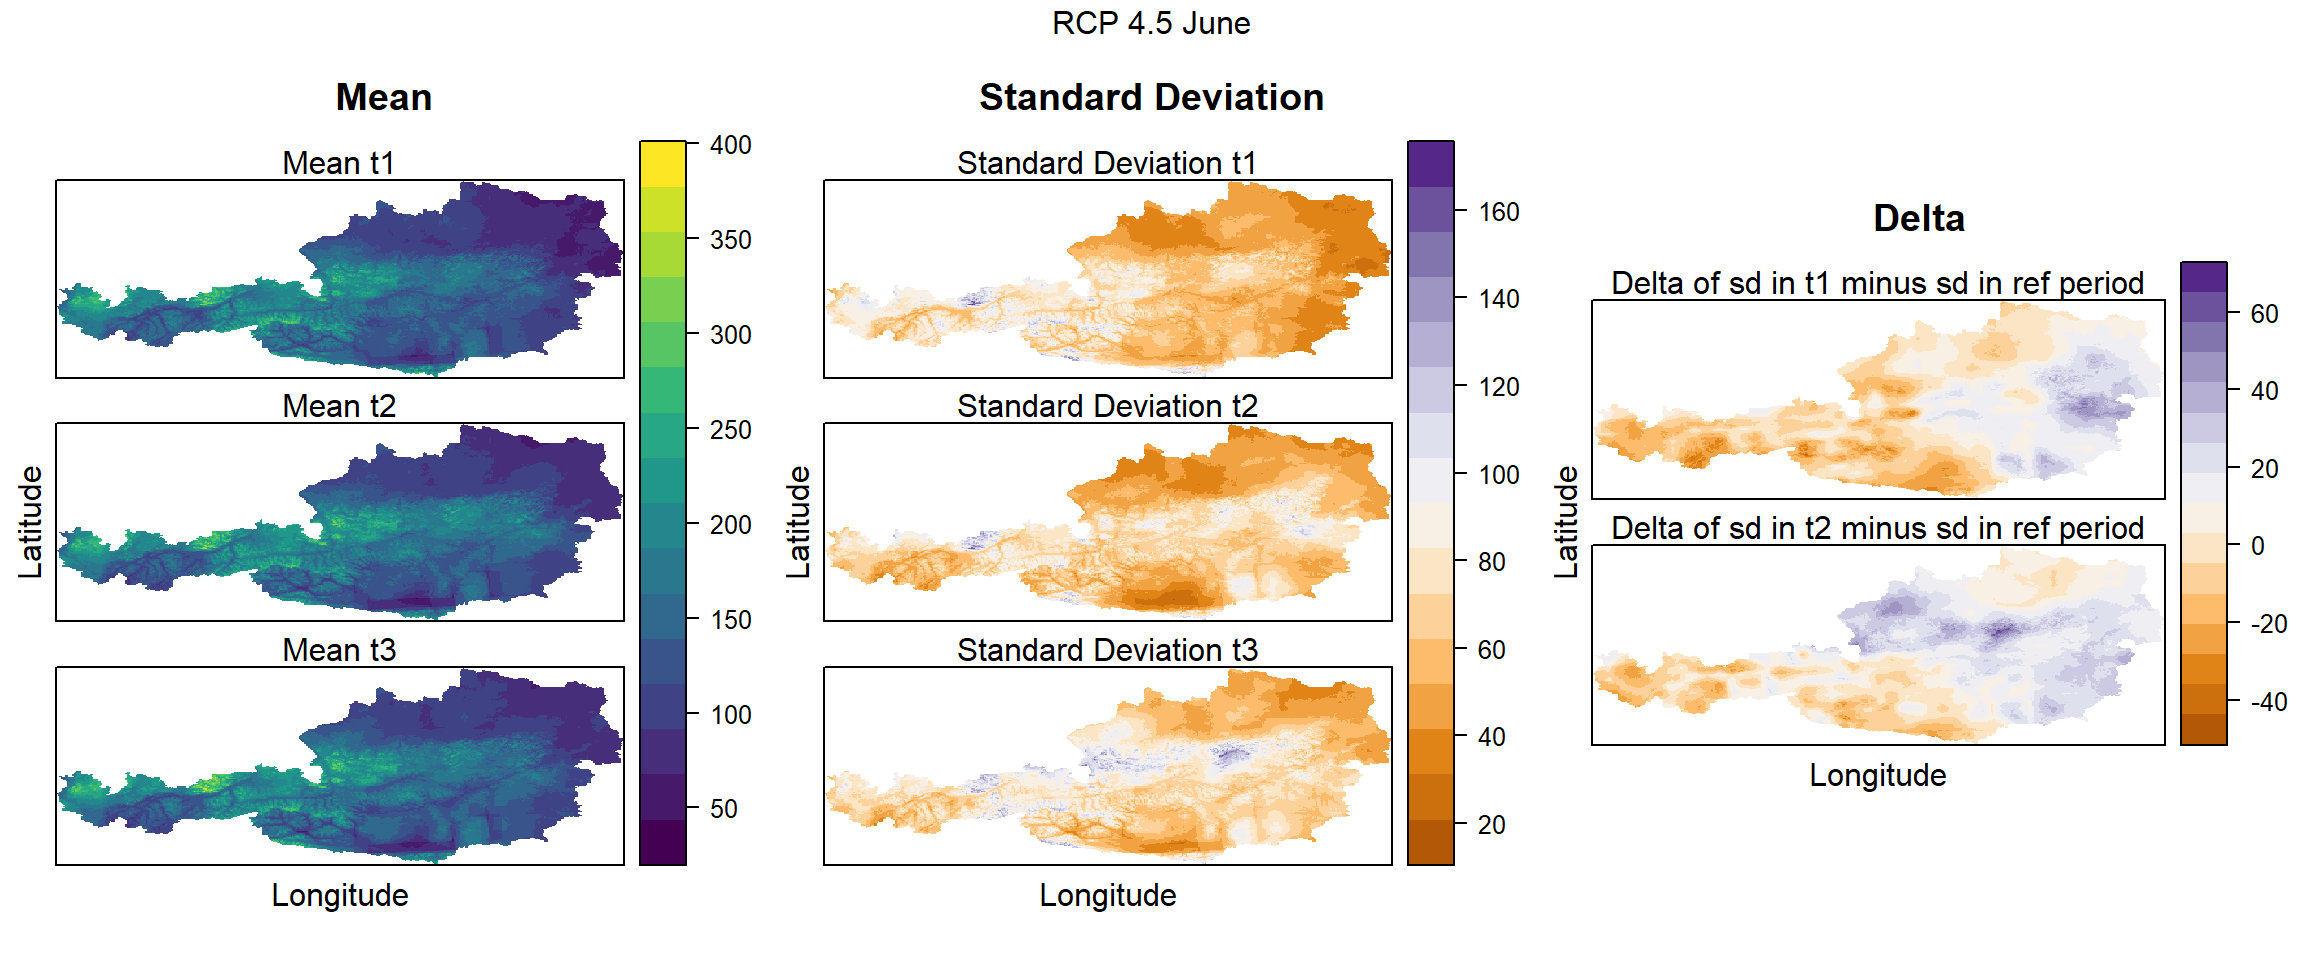 RCP 4.5 June
Mean
Mean t1
Mean t2
Mean t3
Latitude
Longitude
400
350
300
250
200
150
100
50
Standard Deviation
Standard Deviation t1
Standard Deviation t2
Standard Deviation t3
Latitude
Longitude
160
140
120
100
80
60
40
20
Delta
Delta of sd in t1 minus sd in ref period
Delta of sd in t2 minus sd in ref period
Latitude
Longitude
60
40
20
0
-20
-40